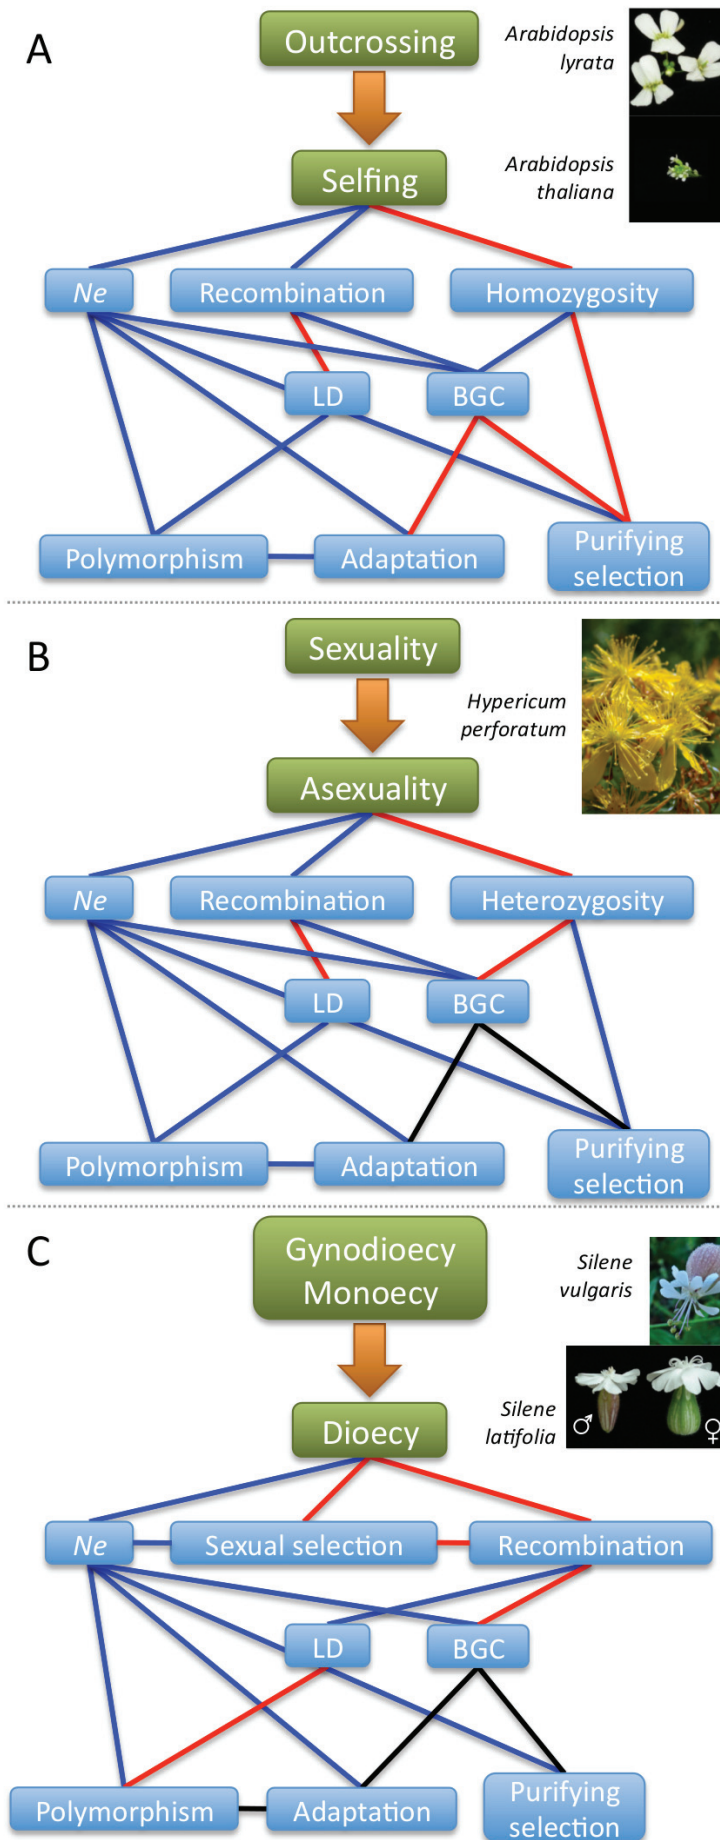 A
Outcrossing
Arabidopsis
lyrata
Selfing
Arabidopsis
thaliana
Ne
Recombination
Homozygosity
LD
BGC
Polymorphism
Adaptation
Purifying
selection
B
Sexuality
Hypericum
perforatum
Asexuality
Ne
Recombination
Heterozygosity
LD
BGC
Polymorphism
Adaptation
Purifying
selection
C
Gynodioecy
Monoecy
Silene
vulgaris
Dioecy
Silene
latifolia
♂
♀
Ne
Sexual selection
Recombination
LD
BGC
Polymorphism
Adaptation
Purifying
selection